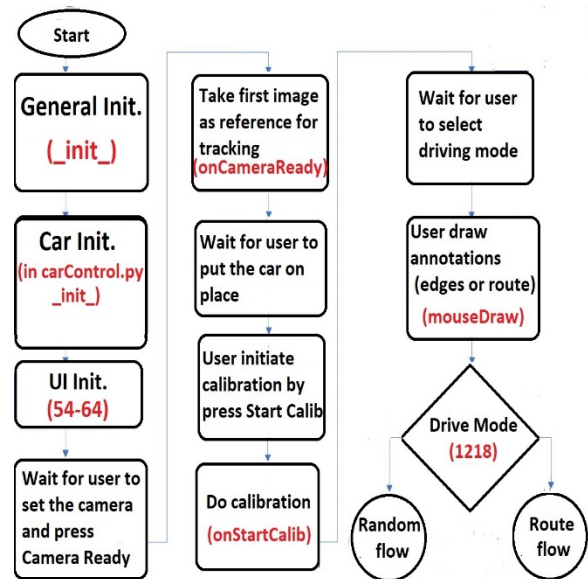 Start
General Init.
(_init_)
Car Init.
(in carControl.py
_init_)
UI Init.
(54-64)
Wait for user to
set the camera
and press
Camera Ready
Take first image
as reference for
tracking
(onCameraReady)
Wait for user to
put the car on
place
User initiate
calibration by
press Start Calib
Do calibration
(onStartCalib)
Wait for user
to select
driving mode
User draw
annotations
(edges or route)
(mouseDraw)
Drive Mode
(1218)
Random
flow
Route
flow